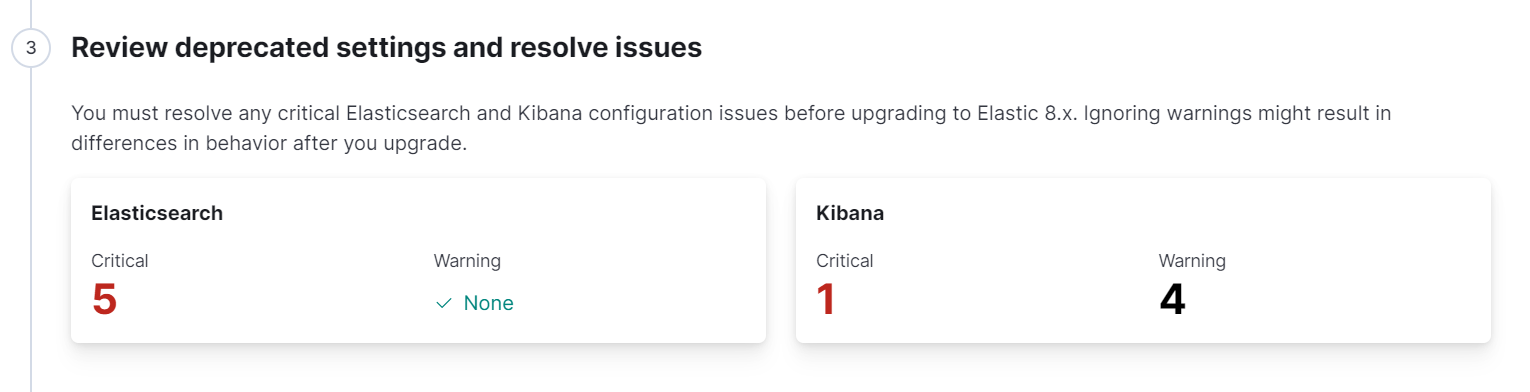 3
Review deprecated settings and resolve issues
You must resolve any critical Elasticsearch and Kibana configuration issues before upgrading to Elastic 8.x. Ignoring warnings might result in
differences in behavior after you upgrade.
Elasticsearch
Critical
Warning
5
None
Kibana
Critical
Warning
1
4